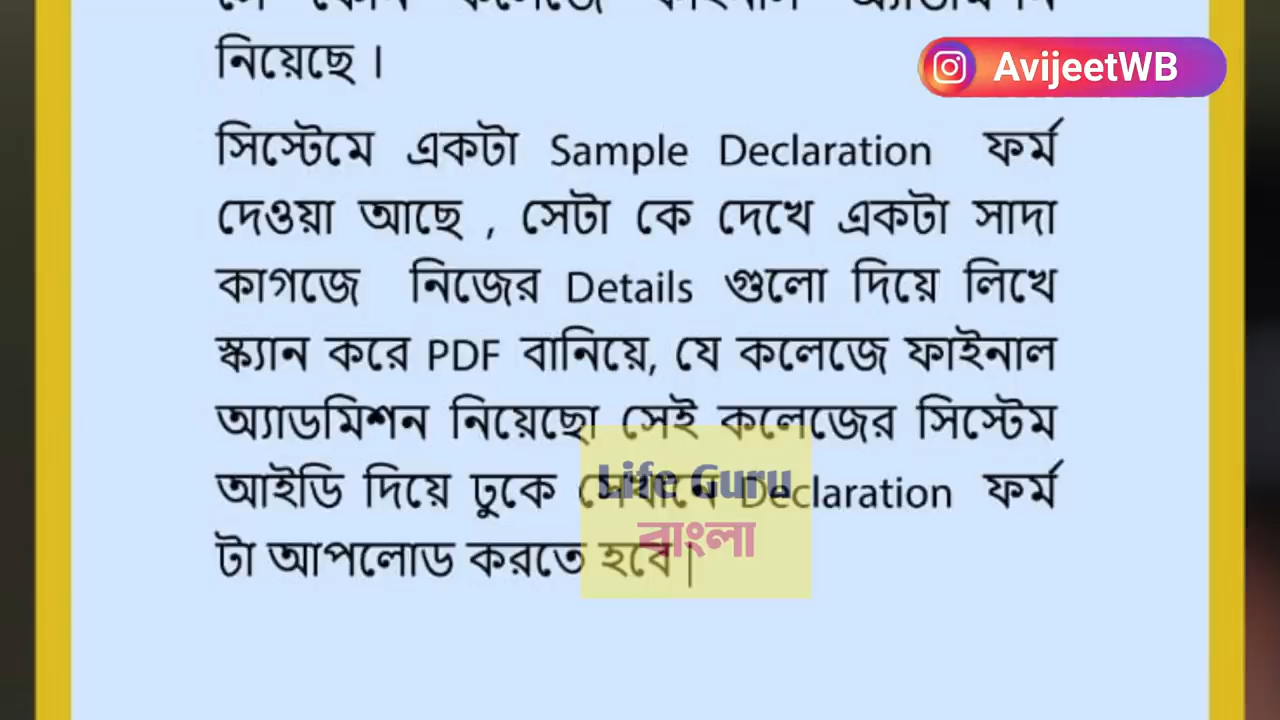 নিয়েছে ।
AvijeetWB
সিস্টেমে একটা Sample Declaration ফর্ম
দেওয়া আছে , সেটা কে দেখে একটা সাদা
কাগজে নিজের Details গুলো দিয়ে লিখে
স্ক্যান করে PDF বানিয়ে, যে কলেজে ফাইনাল
অ্যাডমিশন নিয়েছো সেই কলেজের সিস্টেম
আইডি দিয়ে ঢুকে সেখানে Declaration ফর্ম
টা আপলোড করতে হবে |
Life Guru
বাংলা